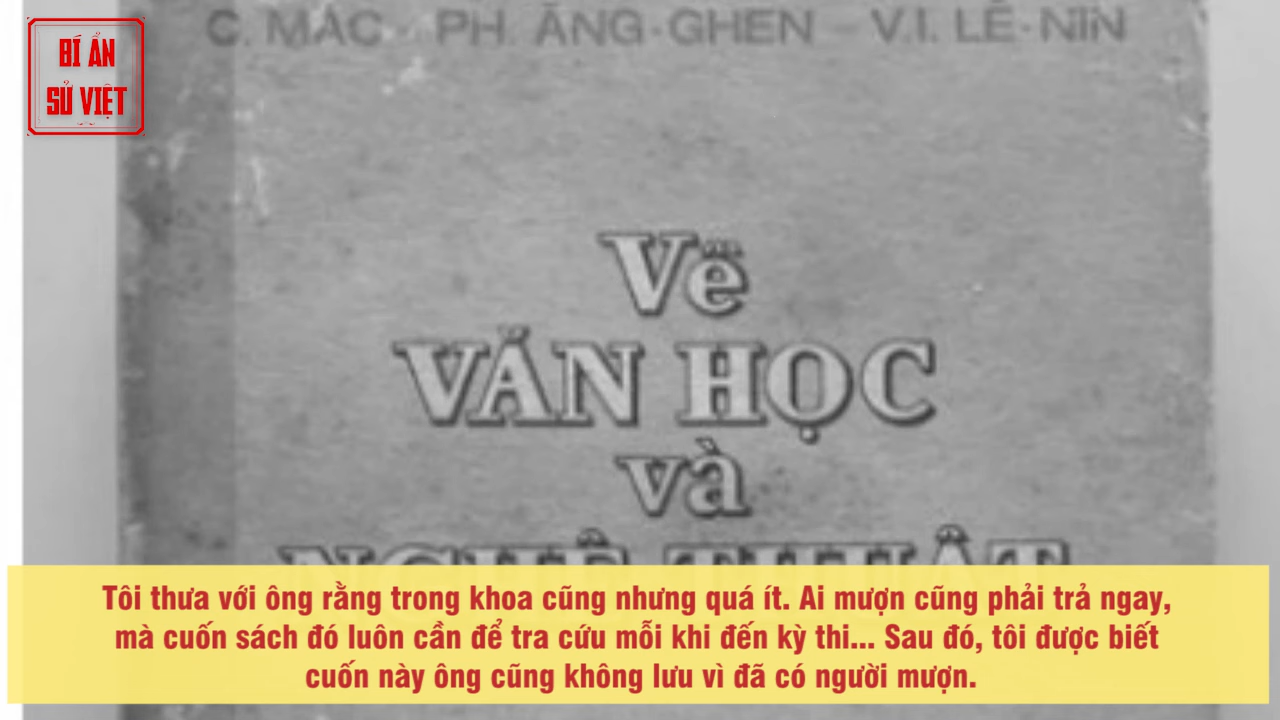 BÍ ẨN
SỬ VIỆT
C. MÁC - PH ĂNG-GHEN - V.I. LÊ-NIN
Về
VĂN HỌC
và
NGHỆ THUẬT
Tôi thưa với ông rằng trong khoa cũng nhưng quá ít. Ai mượn cũng phải trả ngay,
mà cuốn sách đó luôn cần để tra cứu mỗi khi đến kỳ thi... Sau đó, tôi được biết
cuốn này ông cũng không lưu vì đã có người mượn.